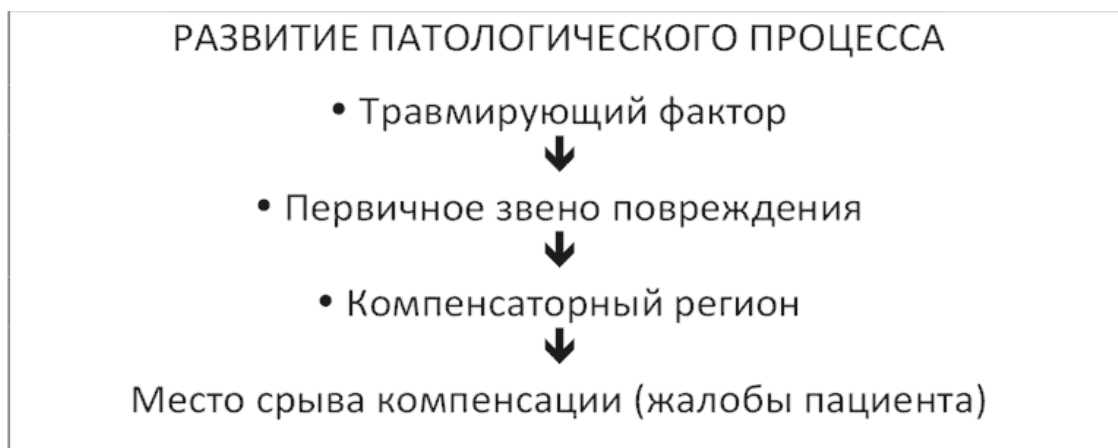 РАЗВИТИЕ ПАТОЛОГИЧЕСКОГО ПРОЦЕССА
• Травмирующий фактор
• Первичное звено повреждения
• Компенсаторный регион
Место срыва компенсации (жалобы пациента)